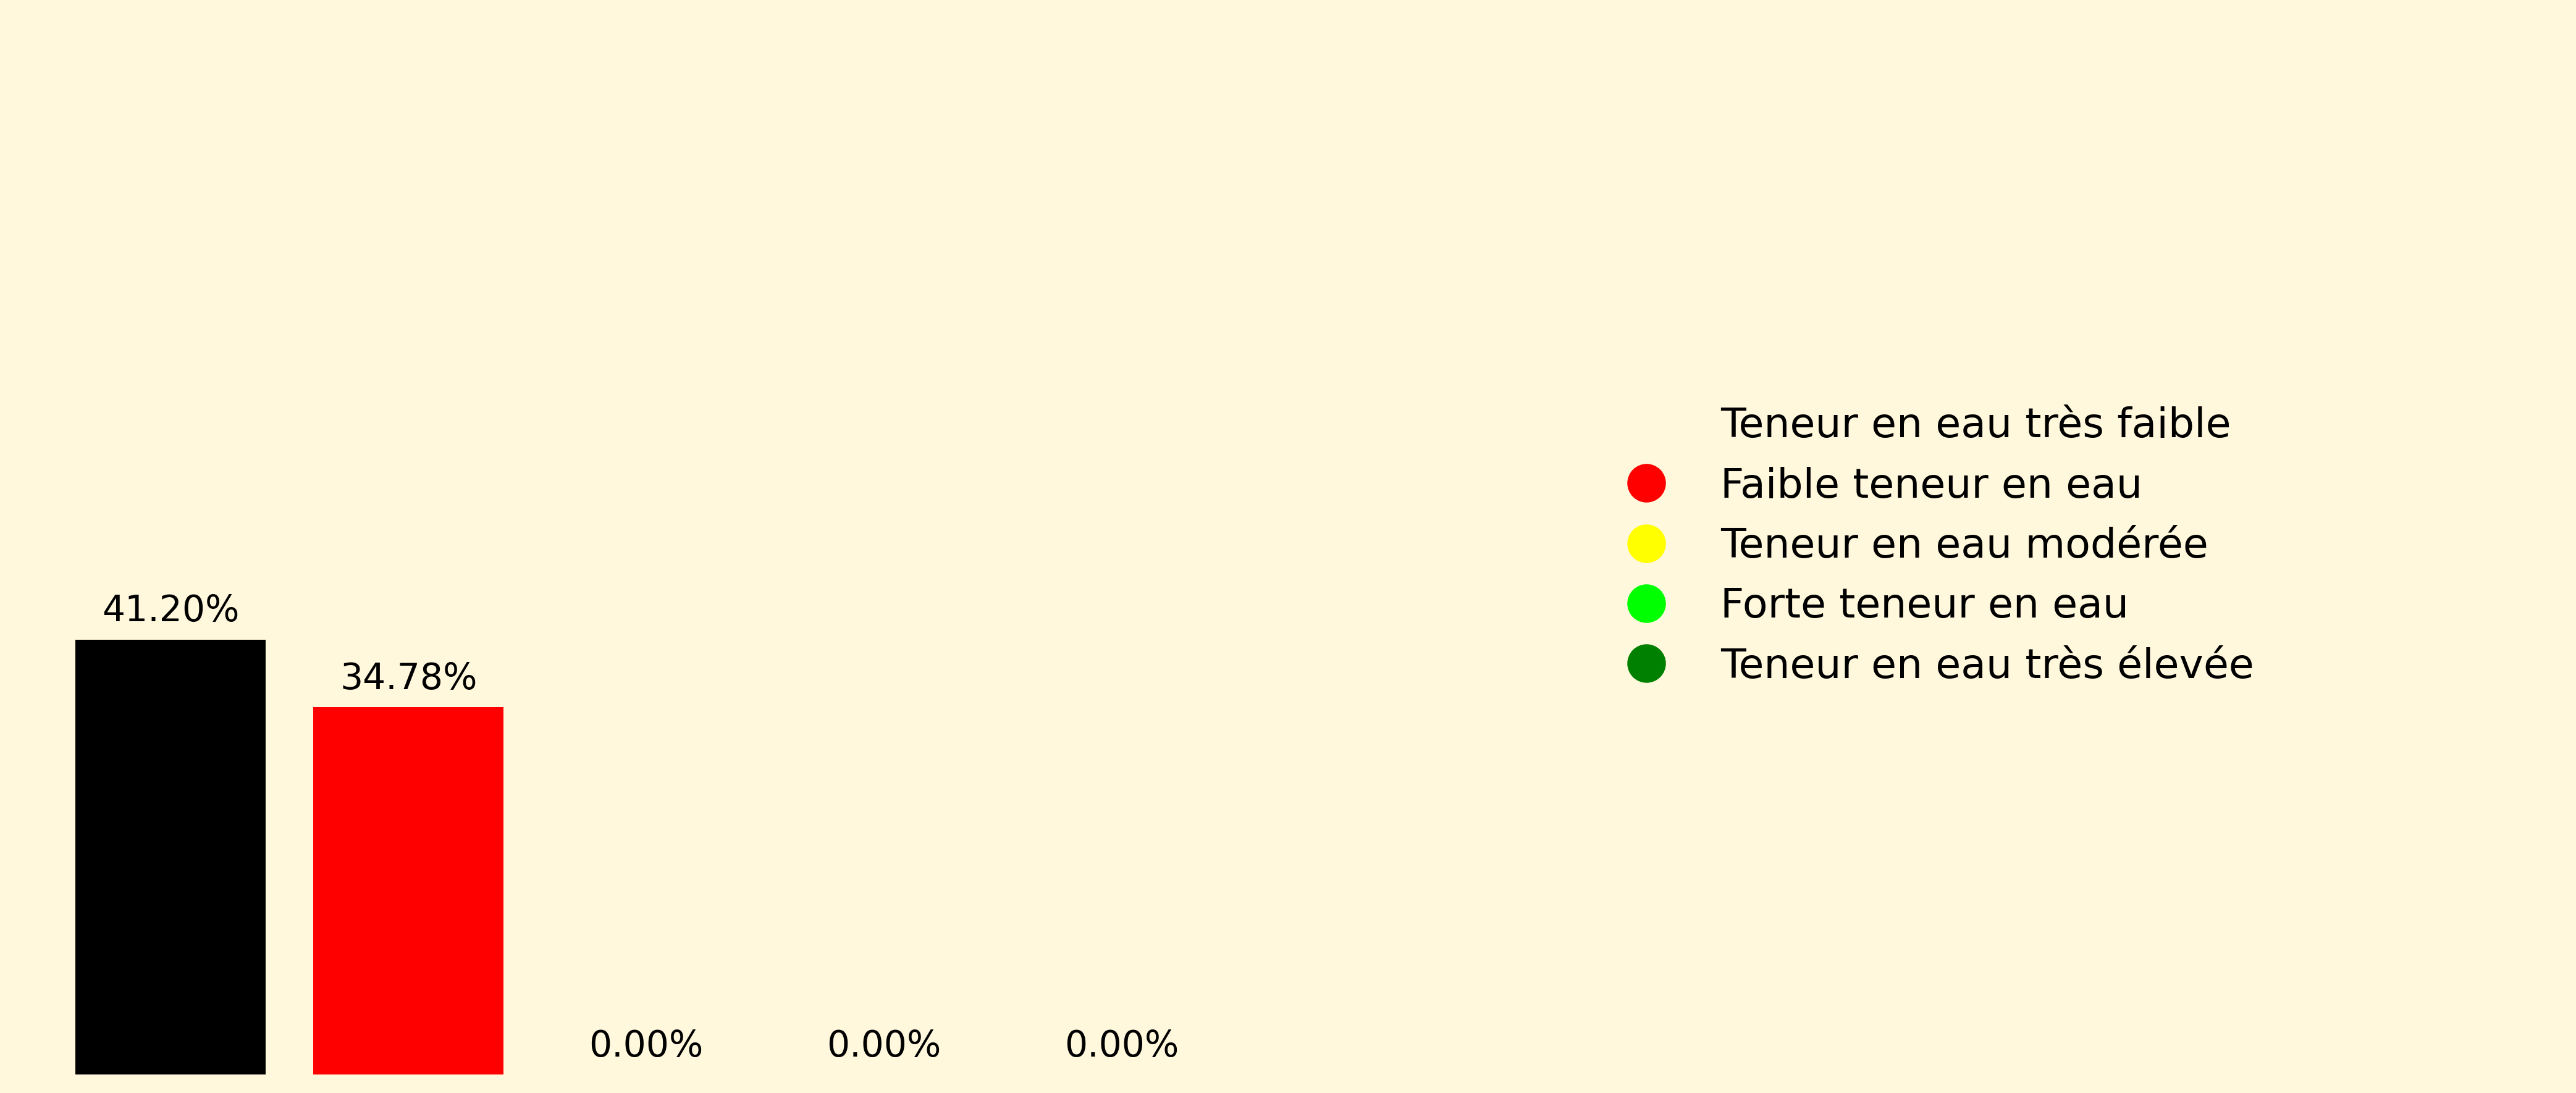 41.20%
34.78%
0.00%
0.00%
0.00%
Teneur en eau très faible
Faible teneur en eau
Teneur en eau modérée
Forte teneur en eau
Teneur en eau très élevée